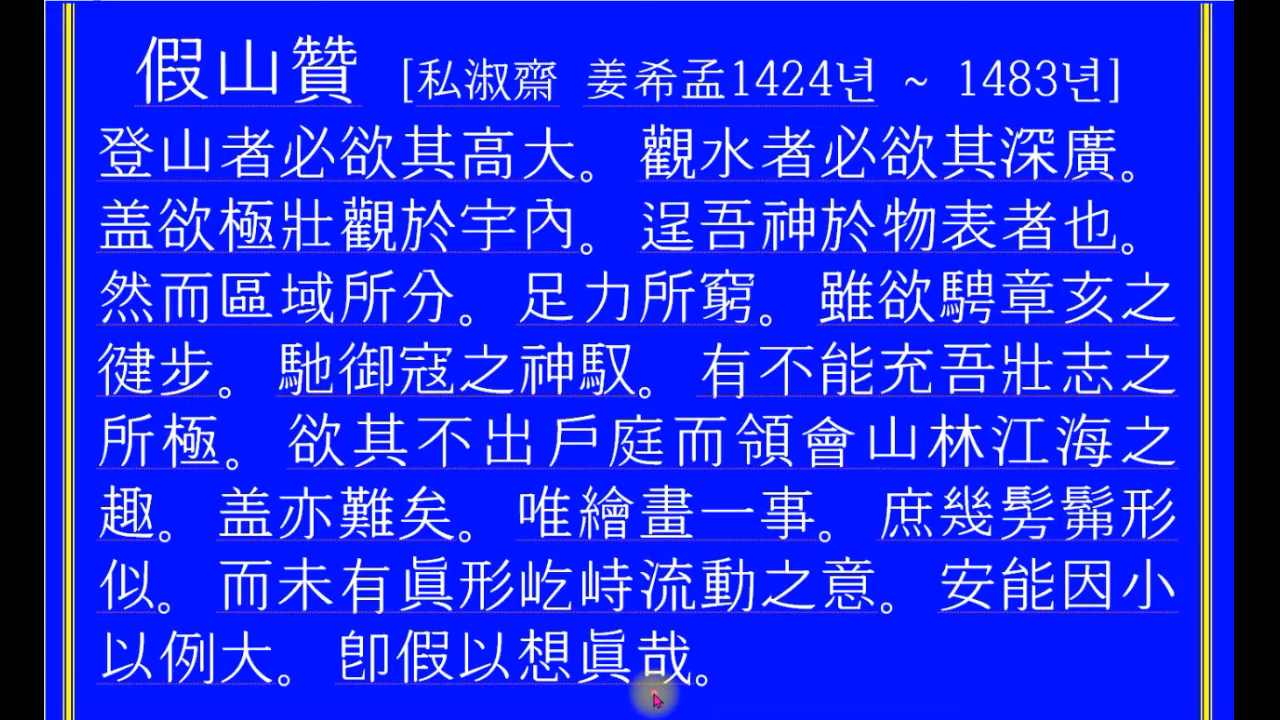 假山贊 [私淑齋 姜希孟1424년 ~ 1483년]
登山者必欲其高大。 觀水者必欲其深廣。
盖欲極壯觀於宇內。 逞吾神於物表者也。
然而區域所分。 足力所窮。 雖欲騁章亥之
健步。 馳御寇之神馭。 有不能充吾壯志之
所極。 欲其不出戶庭而領會山林江海之
趣。 盖亦難矣。 唯繪畫一事。 庶幾髣髴形
似。 而未有眞形屹峙流動之意。 安能因小
以例大。 卽假以想眞哉。